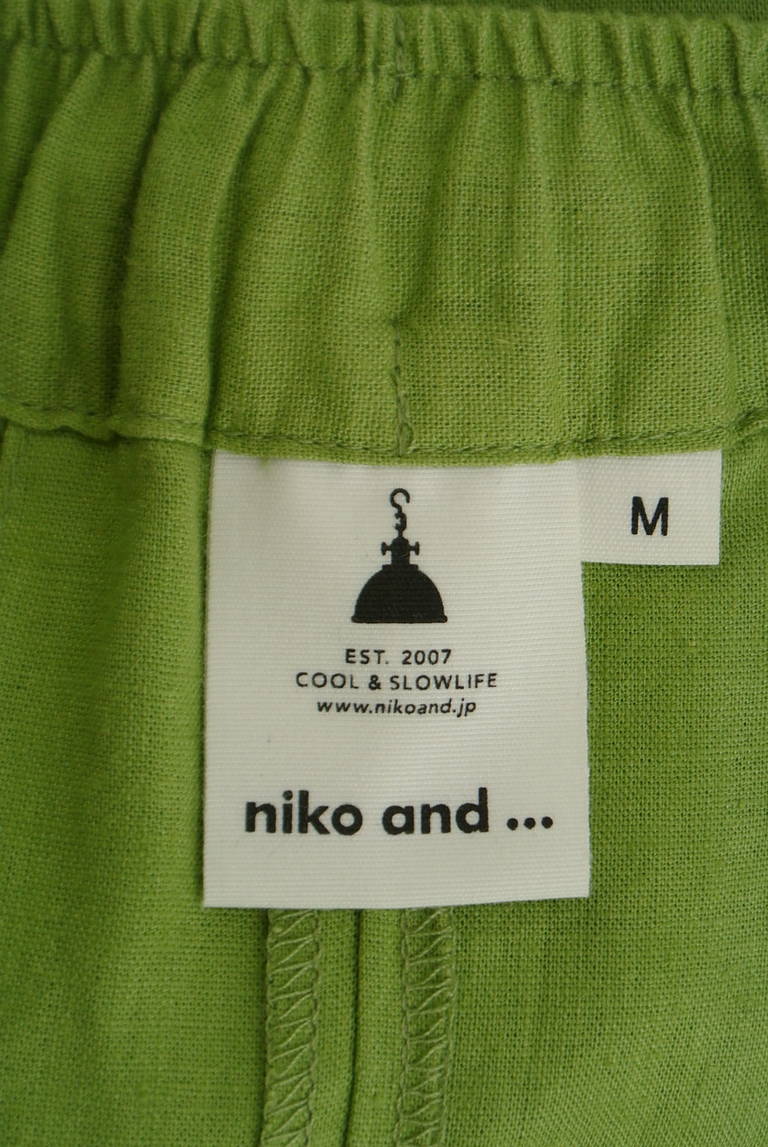 M
EST. 2007
COOL & SLOWLIFE
www.nikoand.jp
niko and ...